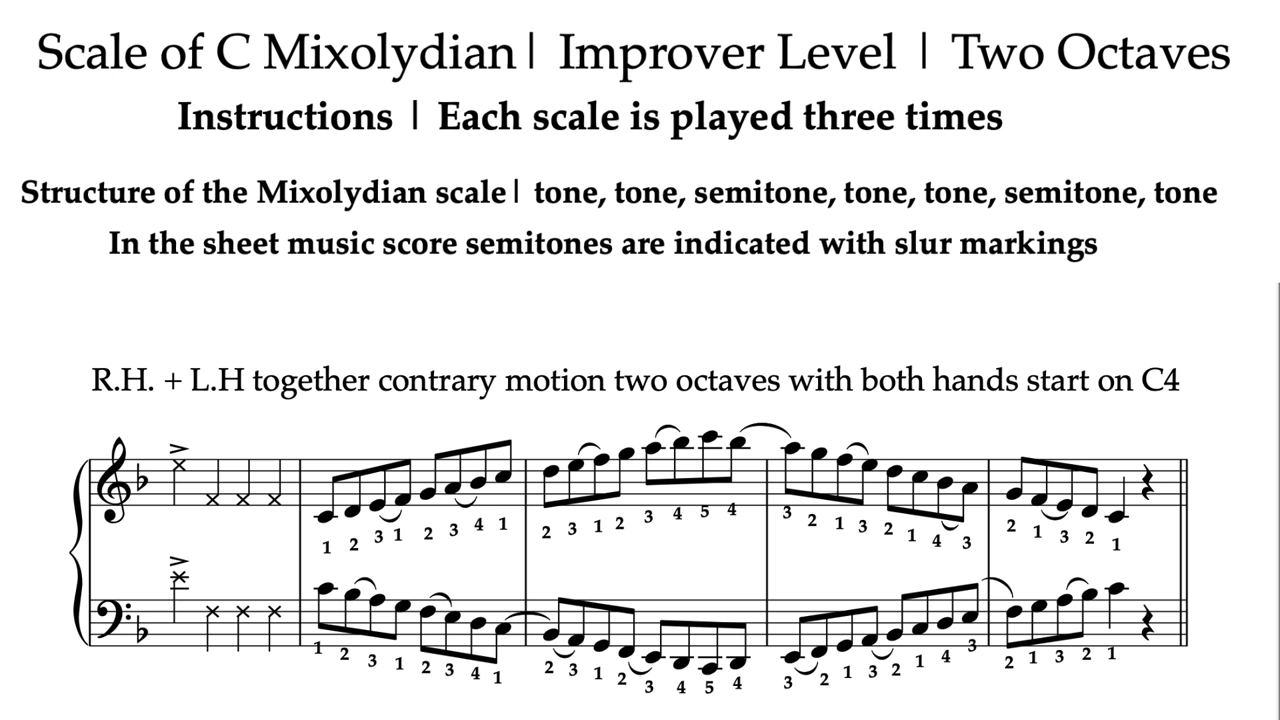 Scale of C Mixolydian| Improver Level | Two Octaves
Instructions | Each scale is played three times
Structure of the Mixolydian scale| tone, tone, semitone, tone, tone, semitone, tone
In the sheet music score semitones are indicated with slur markings
R.H. + L.H together contrary motion two octaves with both hands start on C4
1 2 3 1 2 3 4 1 2 3 1 2 3 4 5 4 3 2 1 3 2 1 4 3 2 1 3 2 1
1 2 3 1 2 3 4 1 2 3 1 2 3 4 5 4 3 2 1 3 2 1 4 3 2 1 3 2 1